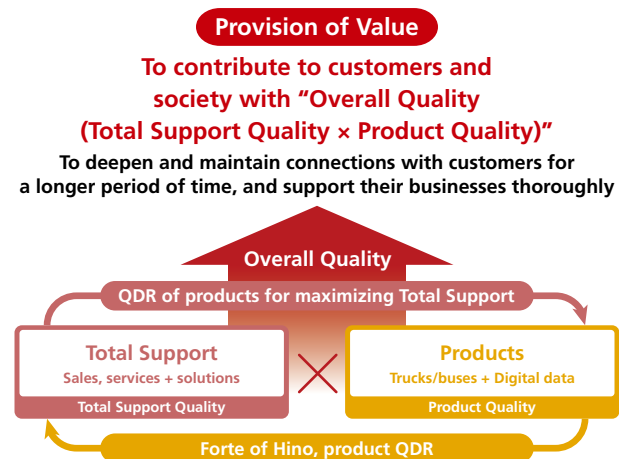 Provision of Value
To contribute to customers and
society with “Overall Quality
(Total Support Quality × Product Quality)”
To deepen and maintain connections with customers for
a longer period of time, and support their businesses thoroughly
Overall Quality
QDR of products for maximizing Total Support
Total Support
Sales, services + solutions
Total Support Quality
Products
Trucks/buses + Digital data
Product Quality
Forte of Hino, product QDR